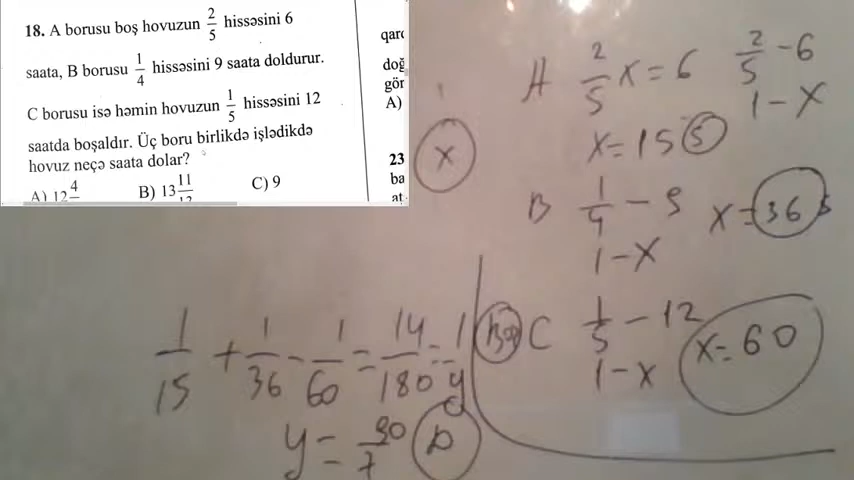 18. A borusu boş hovuzun 2/5 hissəsini 6
saata, B borusu 1/4 hissəsini 9 saata doldurur.
C borusu isə həmin hovuzun 1/5 hissəsini 12
saatda boşaldır. Üç boru birlikdə işlədikdə
hovuz neçə saata dolar?
A) 12 4
B) 13 11/12
C) 9
qarı
doğ
gör
A)
23
ba
at
A 2/5 x = 6
x = 15 s
2/5 - 6
1 - x
x
B 1/4 - 9
1 - x
x = 36 s
C 1/5 - 12
1 - x
x = 60
1/15 + 1/36 - 1/60 = 14/180 = 1/y
y = 90/7
D